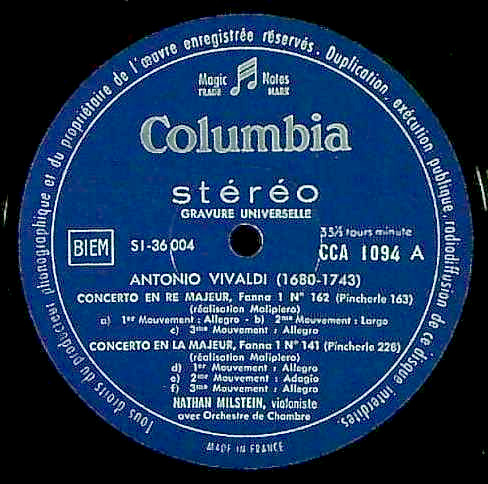 Tous droits du producteur phonographique et du propriétaire de l'œuvre enregistrée réservés. Duplication, exécution publique, radiodiffusion de ce disque interdites.
Magic Notes
TRADE MARK
Columbia
stéréo
GRAVURE UNIVERSELLE
BIEM
SI-36004
33 1/3 tours minute
CCA 1094 A
ANTONIO VIVALDI (1680-1743)
CONCERTO EN RE MAJEUR, Fanna 1 N° 162 (Pincherle 163)
(réalisation Malipiero)
a) 1er Mouvement : Allegro - b) 2me Mouvement : Largo
c) 3me Mouvement : Allegro
CONCERTO EN LA MAJEUR, Fanna 1 N° 141 (Pincherle 228)
(réalisation Malipiero)
d) 1er Mouvement : Allegro
e) 2me Mouvement : Adagio
f) 3me Mouvement : Allegro
NATHAN MILSTEIN, violoniste
avec Orchestre de Chambre
MADE IN FRANCE